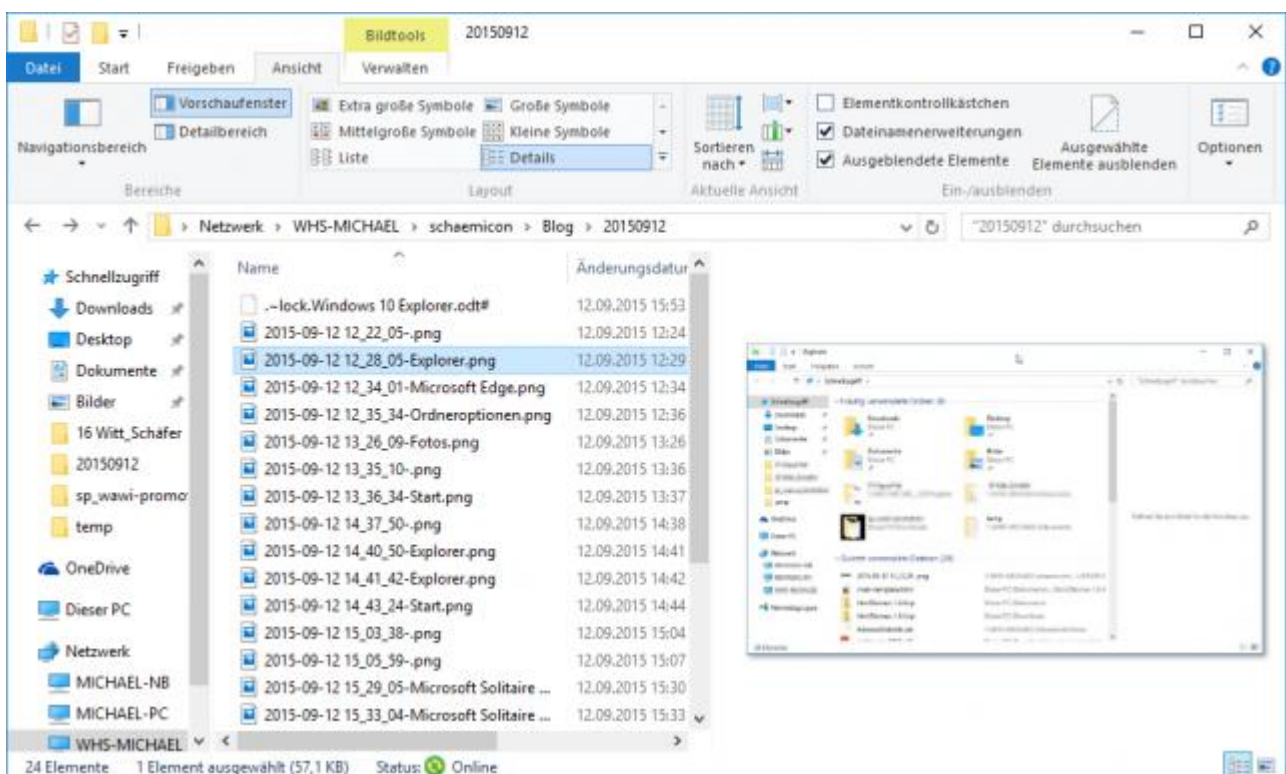 Bildtools 20150912
Datei Start Freigeben Ansicht Verwalten
Navigationsbereich
Vorschaufenster
Detailbereich
Bereiche
Extra große Symbole Große Symbole
Mittelgroße Symbole Kleine Symbole
Liste Details
Layout
Sortieren
nach
Aktuelle Ansicht
Elementkontrollkästchen
Dateinamenerweiterungen
Ausgeblendete Elemente
Ausgewählte
Elemente ausblenden
Ein-/ausblenden
Optionen
Netzwerk › WHS-MICHAEL › schaemicon › Blog › 20150912
"20150912" durchsuchen
Schnellzugriff
Downloads
Desktop
Dokumente
Bilder
16 Witt_Schäfer
20150912
sp_wawi-promo
temp
OneDrive
Dieser PC
Netzwerk
MICHAEL-NB
MICHAEL-PC
WHS-MICHAEL
Name Änderungsdatur
.~lock.Windows 10 Explorer.odt# 12.09.2015 15:53
2015-09-12 12_22_05-.png 12.09.2015 12:24
2015-09-12 12_28_05-Explorer.png 12.09.2015 12:29
2015-09-12 12_34_01-Microsoft Edge.png 12.09.2015 12:34
2015-09-12 12_35_34-Ordneroptionen.png 12.09.2015 12:36
2015-09-12 13_26_09-Fotos.png 12.09.2015 13:26
2015-09-12 13_35_10-.png 12.09.2015 13:36
2015-09-12 13_36_34-Start.png 12.09.2015 13:37
2015-09-12 14_37_50-.png 12.09.2015 14:38
2015-09-12 14_40_50-Explorer.png 12.09.2015 14:41
2015-09-12 14_41_42-Explorer.png 12.09.2015 14:42
2015-09-12 14_43_24-Start.png 12.09.2015 14:44
2015-09-12 15_03_38-.png 12.09.2015 15:04
2015-09-12 15_05_59-.png 12.09.2015 15:07
2015-09-12 15_29_05-Microsoft Solitaire ... 12.09.2015 15:30
2015-09-12 15_33_04-Microsoft Solitaire ... 12.09.2015 15:33
24 Elemente 1 Element ausgewählt (57,1 KB) Status: Online